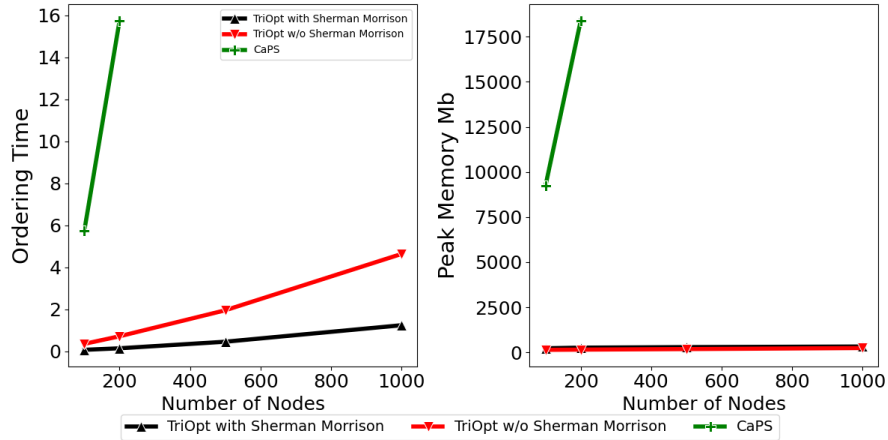 16
14
12
10
8
6
4
2
0
Ordering Time
200
400
600
800
1000
Number of Nodes
TriOpt with Sherman Morrison
TriOpt w/o Sherman Morrison
CaPS
17500
15000
12500
10000
7500
5000
2500
0
Peak Memory Mb
200
400
600
800
1000
Number of Nodes
TriOpt with Sherman Morrison
TriOpt w/o Sherman Morrison
CaPS